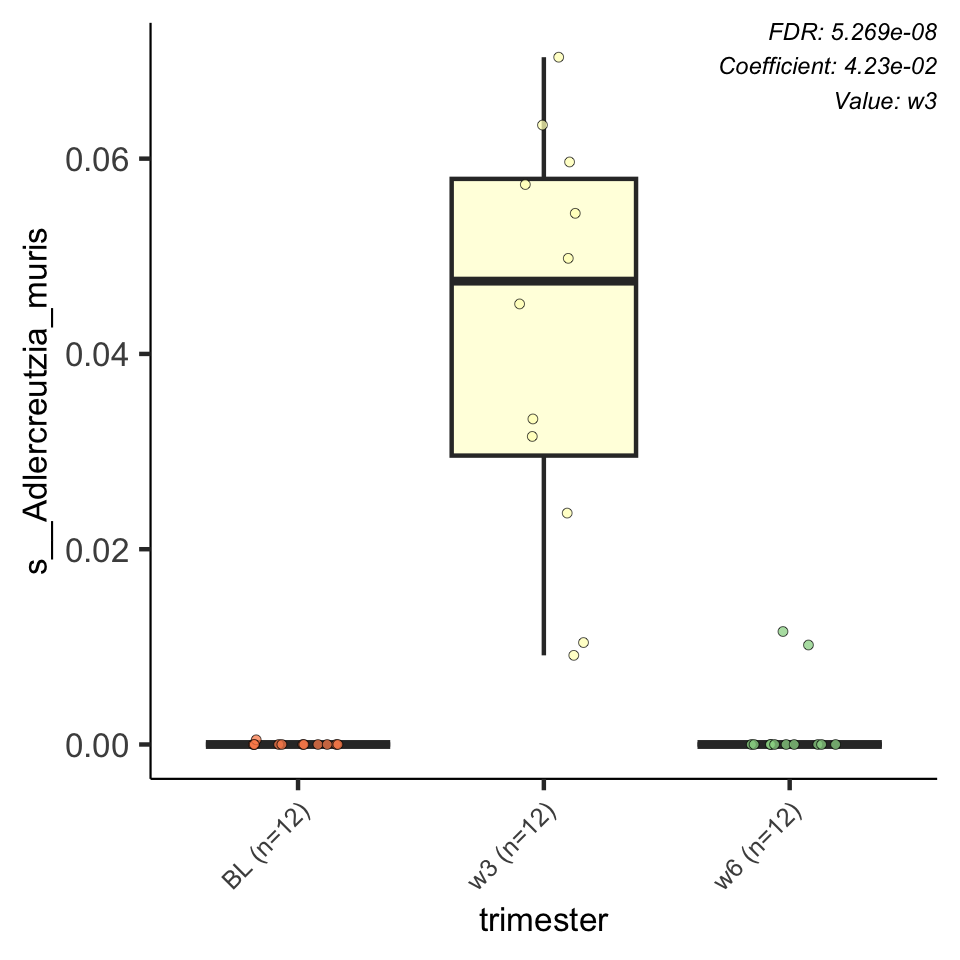 FDR: 5.269e-08
Coefficient: 4.23e-02
Value: w3
s__Adlercreutzia_muris
0.06
0.04
0.02
0.00
BL (n=12)
w3 (n=12)
w6 (n=12)
trimester